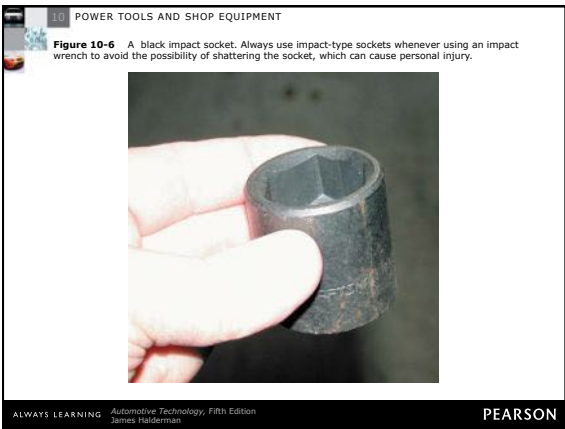 10 POWER TOOLS AND SHOP EQUIPMENT
Figure 10-6 A black impact socket. Always use impact-type sockets whenever using an impact
wrench to avoid the possibility of shattering the socket, which can cause personal injury.
ALWAYS LEARNING Automotive Technology, Fifth Edition
James Halderman
PEARSON